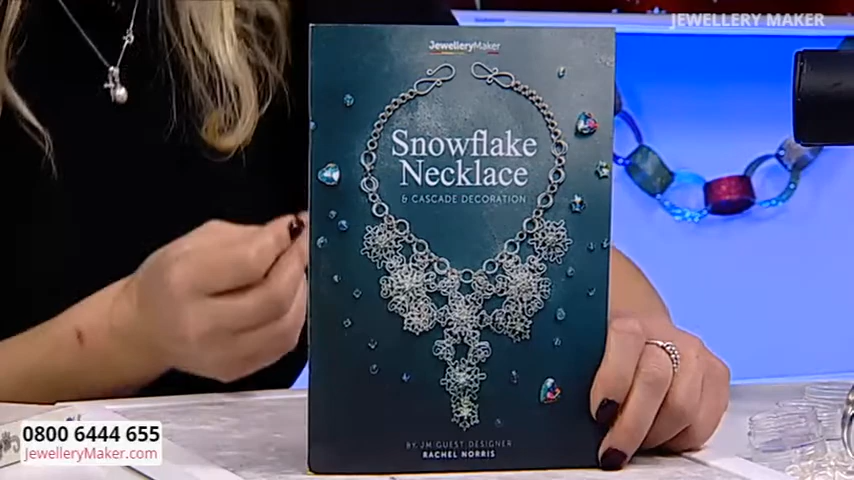 JEWELLERY MAKER
JewelleryMaker
Snowflake
Necklace
& CASCADE DECORATION
BY JM GUEST DESIGNER
RACHEL NORRIS
0800 6444 655
JewelleryMaker.com